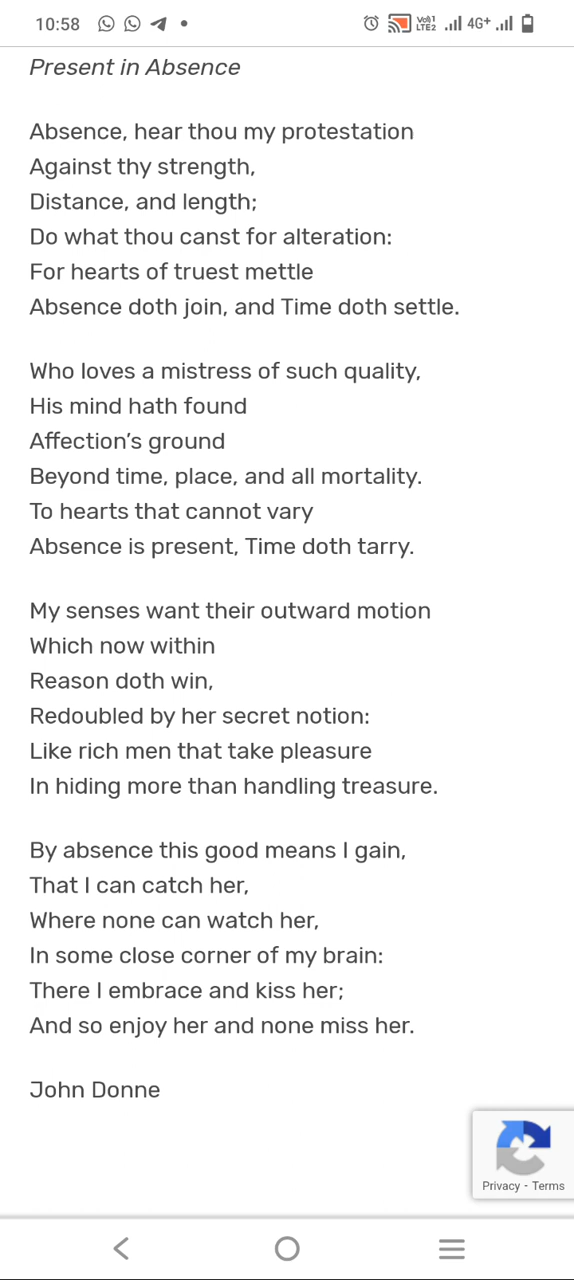 10:58
Vo)) 1
LTE2
4G+
Present in Absence
Absence, hear thou my protestation
Against thy strength,
Distance, and length;
Do what thou canst for alteration:
For hearts of truest mettle
Absence doth join, and Time doth settle.
Who loves a mistress of such quality,
His mind hath found
Affection’s ground
Beyond time, place, and all mortality.
To hearts that cannot vary
Absence is present, Time doth tarry.
My senses want their outward motion
Which now within
Reason doth win,
Redoubled by her secret notion:
Like rich men that take pleasure
In hiding more than handling treasure.
By absence this good means I gain,
That I can catch her,
Where none can watch her,
In some close corner of my brain:
There I embrace and kiss her;
And so enjoy her and none miss her.
John Donne
Privacy - Terms